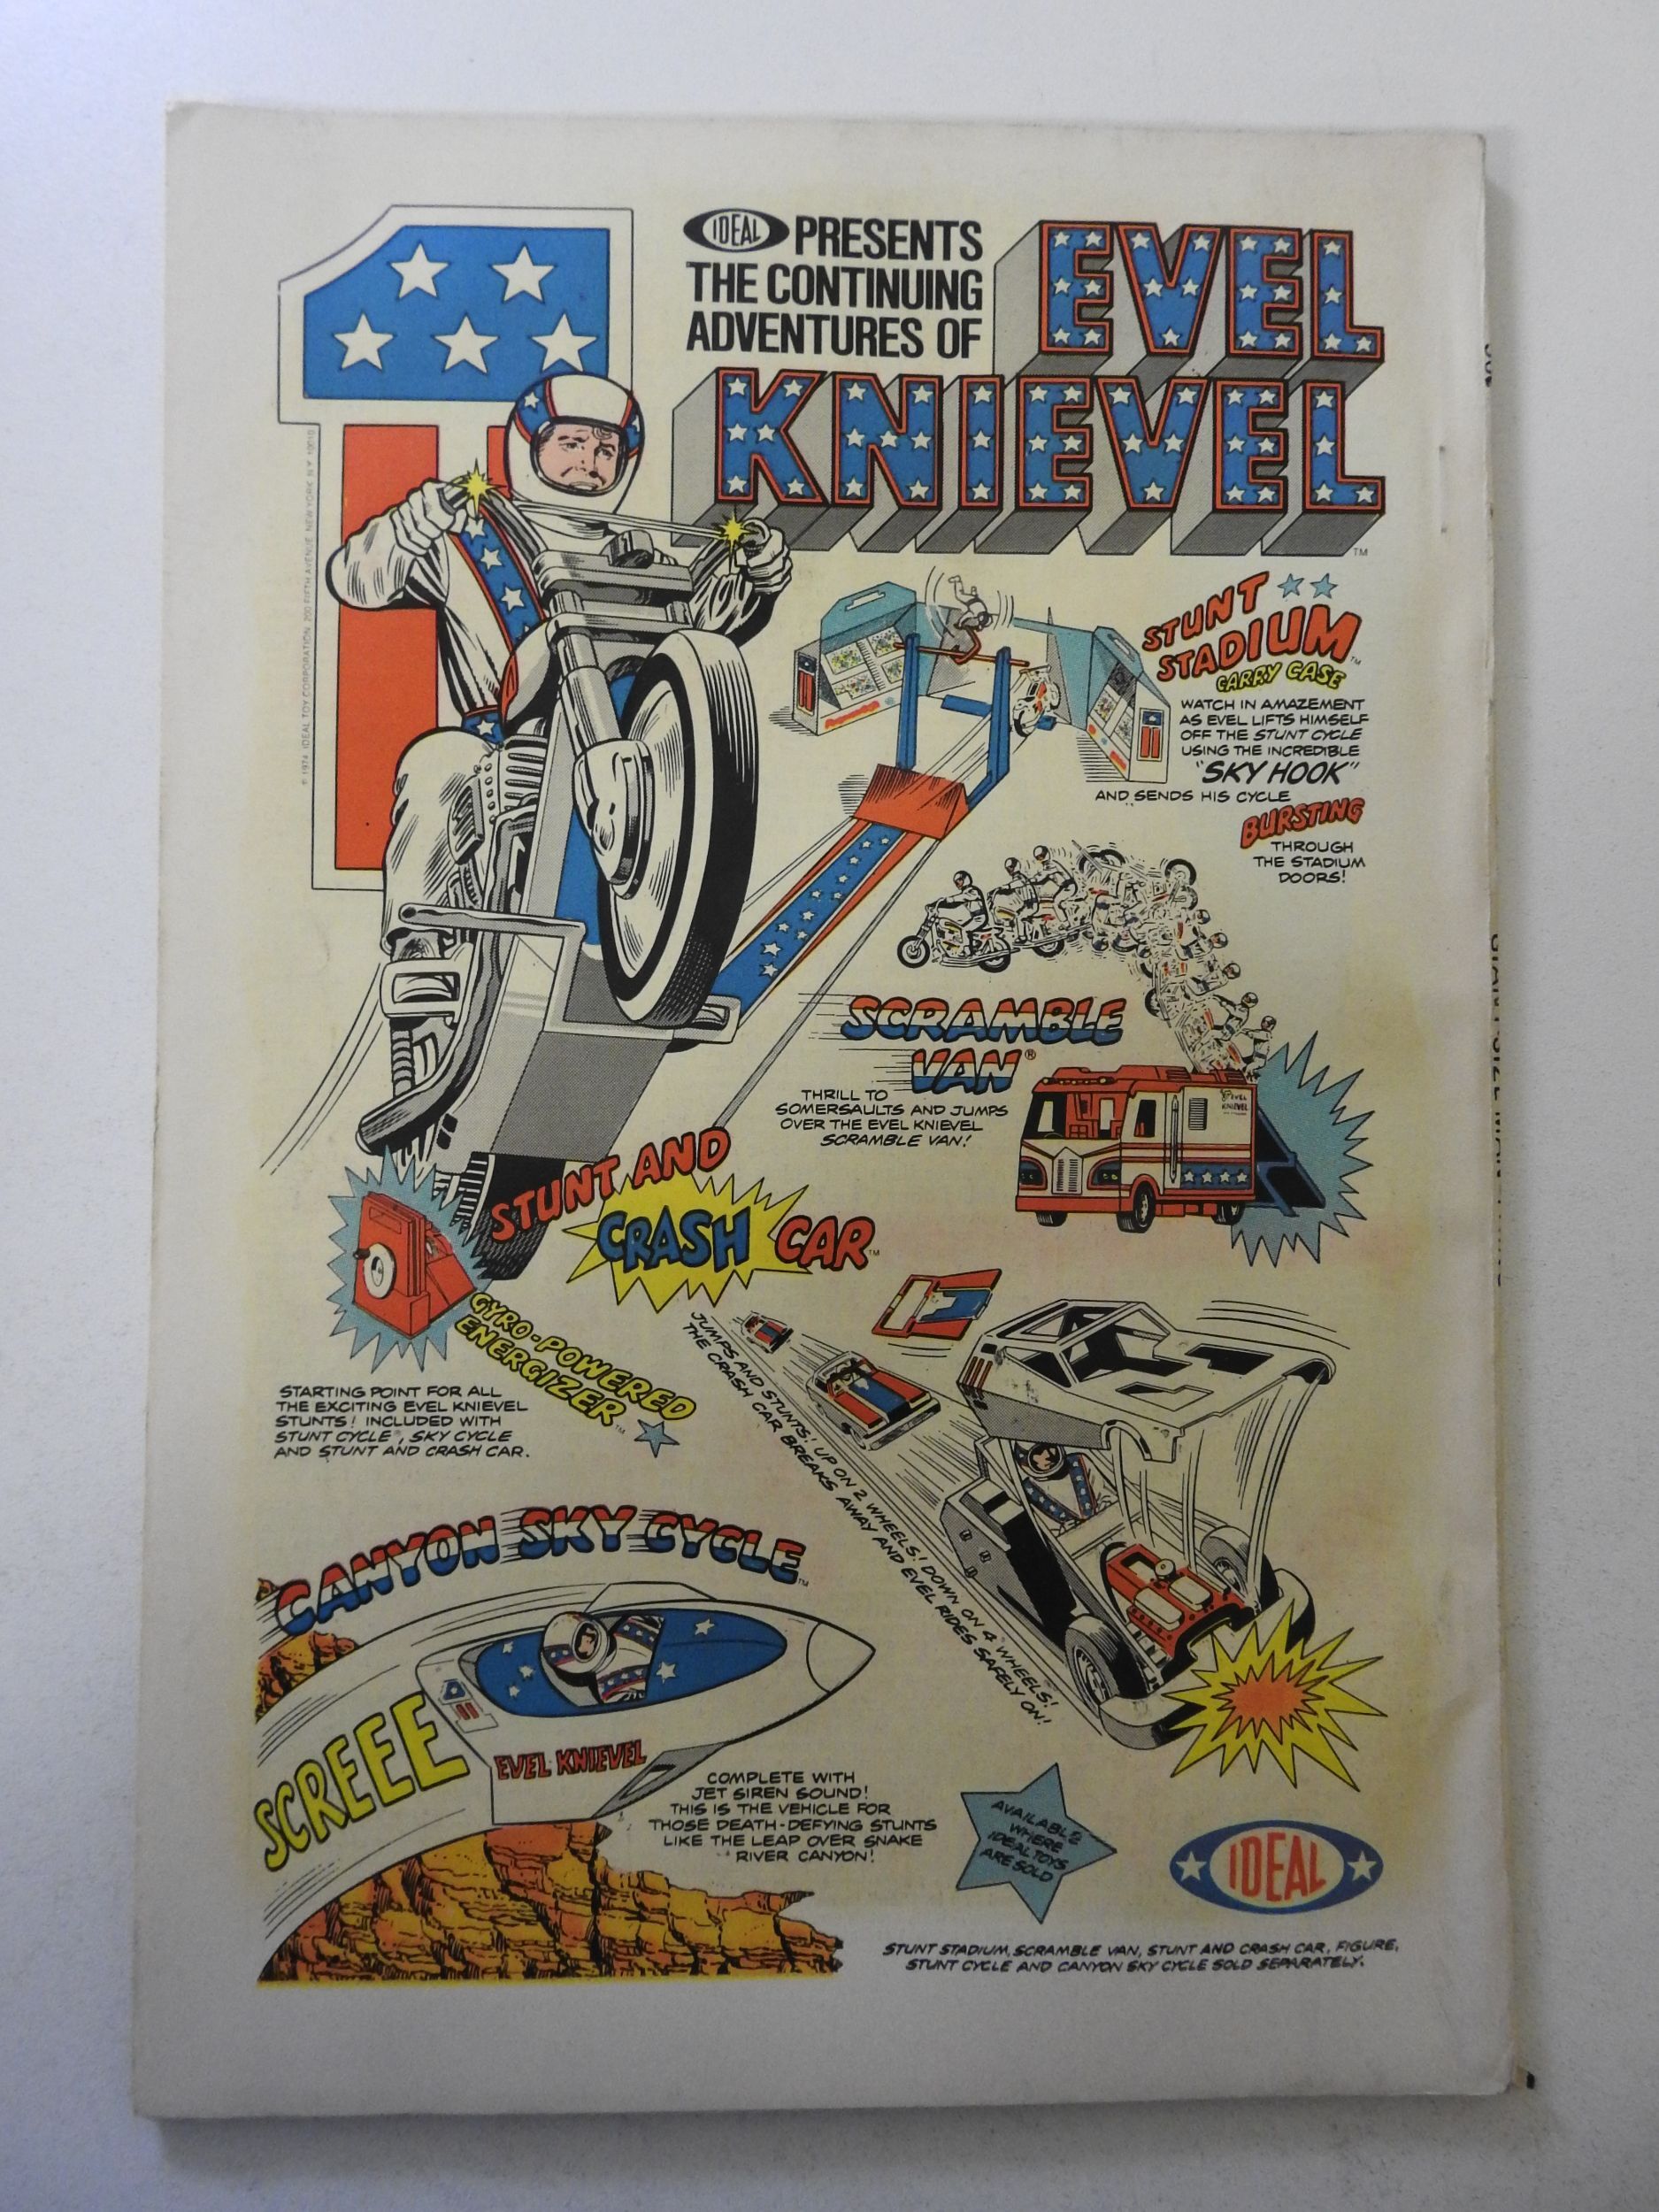 IDEAL PRESENTS
THE CONTINUING
ADVENTURES OF
EVEL
KNIEVEL
TM
© 1974 IDEAL TOY CORPORATION, 200 FIFTH AVENUE, NEW YORK, N.Y. 10010
STUNT
STADIUM™
CARRY CASE
WATCH IN AMAZEMENT
AS EVEL LIFTS HIMSELF
OFF THE STUNT CYCLE
USING THE INCREDIBLE
"SKY HOOK"
AND SENDS HIS CYCLE
BURSTING
THROUGH
THE STADIUM
DOORS!
SCRAMBLE
VAN®
THRILL TO
SOMERSAULTS AND JUMPS
OVER THE EVEL KNIEVEL
SCRAMBLE VAN!
EVEL
KNIEVEL
STUNT AND
CRASH CAR™
GYRO-POWERED
ENERGIZER™
STARTING POINT FOR ALL
THE EXCITING EVEL KNIEVEL
STUNTS! INCLUDED WITH
STUNT CYCLE, SKY CYCLE
AND STUNT AND CRASH CAR.
JUMPS AND STUNTS! UP ON 2 WHEELS! DOWN ON 4 WHEELS!
THE CRASH CAR BREAKS AWAY AND EVEL RIDES SAFELY ON!
CANYON SKY CYCLE™
SCREEE
EVEL KNIEVEL
COMPLETE WITH
JET SIREN SOUND!
THIS IS THE VEHICLE FOR
THOSE DEATH-DEFYING STUNTS
LIKE THE LEAP OVER SNAKE
RIVER CANYON!
AVAILABLE
WHERE
IDEAL TOYS
ARE SOLD
IDEAL
STUNT STADIUM, SCRAMBLE VAN, STUNT AND CRASH CAR, FIGURE,
STUNT CYCLE AND CANYON SKY CYCLE SOLD SEPARATELY.